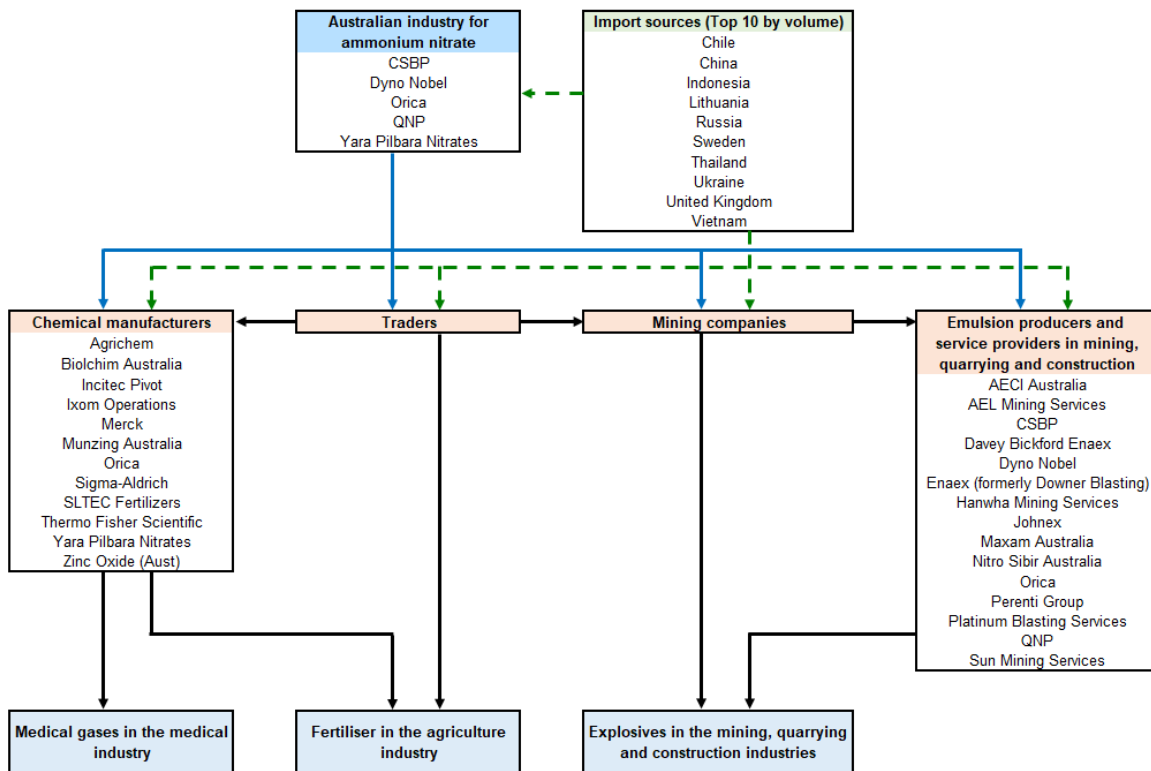 Australian industry for
ammonium nitrate
CSBP
Dyno Nobel
Orica
QNP
Yara Pilbara Nitrates
Import sources (Top 10 by volume)
Chile
China
Indonesia
Lithuania
Russia
Sweden
Thailand
Ukraine
United Kingdom
Vietnam
Chemical manufacturers
Agrichem
Biolchim Australia
Incitec Pivot
Ixom Operations
Merck
Munzing Australia
Orica
Sigma-Aldrich
SLTEC Fertilizers
Thermo Fisher Scientific
Yara Pilbara Nitrates
Zinc Oxide (Aust)
Traders
Mining companies
Emulsion producers and
service providers in mining,
quarrying and construction
AECI Australia
AEL Mining Services
CSBP
Davey Bickford Enaex
Dyno Nobel
Enaex (formerly Downer Blasting)
Hanwha Mining Services
Johnex
Maxam Australia
Nitro Sibir Australia
Orica
Perenti Group
Platinum Blasting Services
QNP
Sun Mining Services
Medical gases in the medical
industry
Fertiliser in the agriculture
industry
Explosives in the mining, quarrying
and construction industries